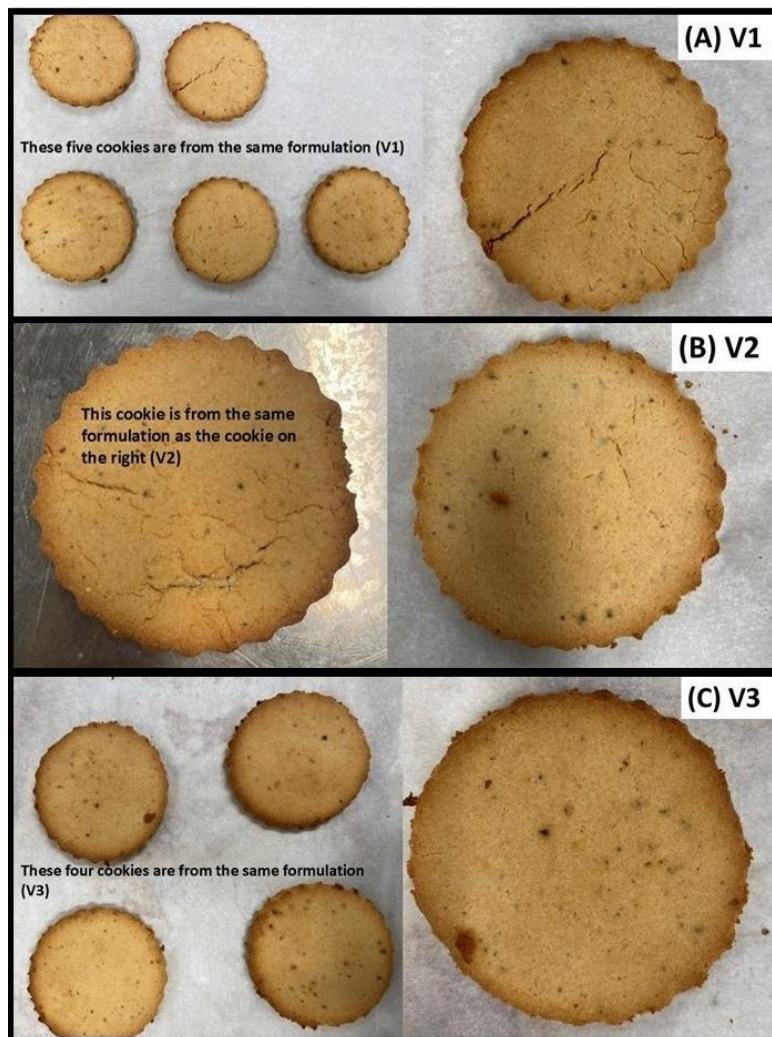 (A) V1
These five cookies are from the same formulation (V1)
(B) V2
This cookie is from the same
formulation as the cookie on
the right (V2)
(C) V3
These four cookies are from the same formulation
(V3)